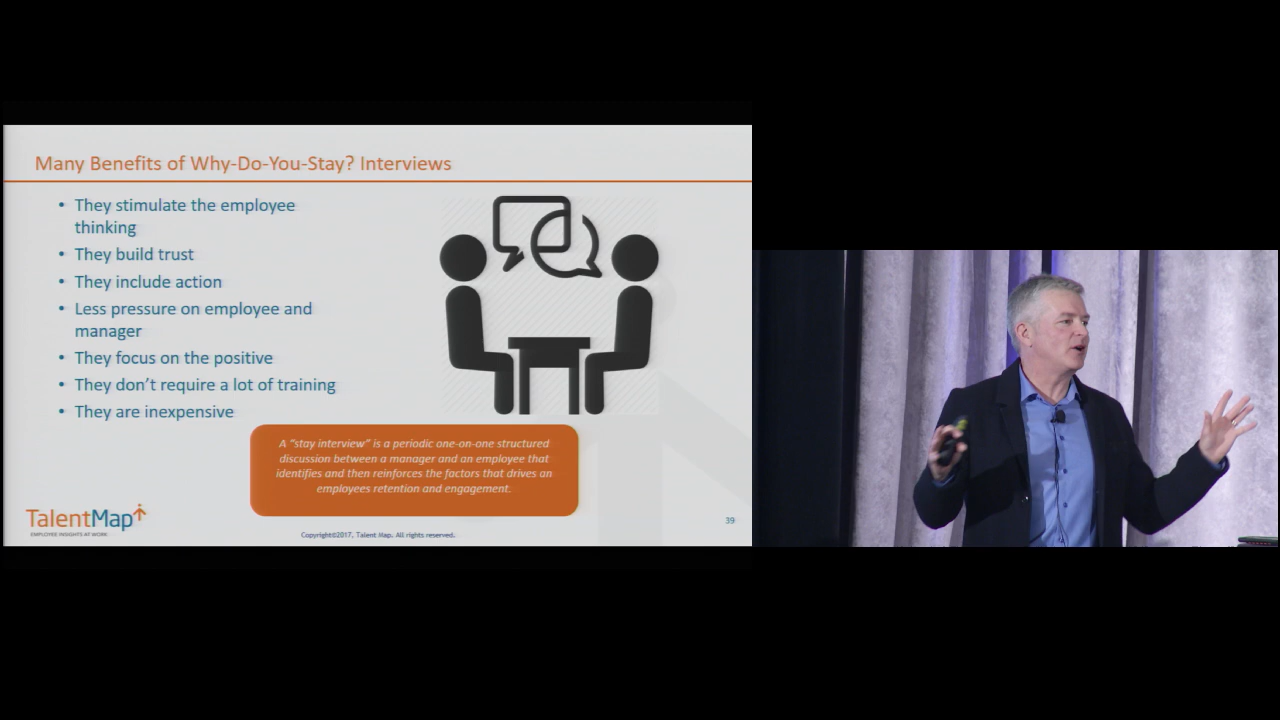 Many Benefits of Why-Do-You-Stay? Interviews
• They stimulate the employee
thinking
• They build trust
• They include action
• Less pressure on employee and
manager
• They focus on the positive
• They don't require a lot of training
• They are inexpensive
A “stay interview” is a periodic one-on-one structured
discussion between a manager and an employee that
identifies and then reinforces the factors that drives an
employees retention and engagement.
TalentMap
EMPLOYEE INSIGHTS AT WORK
Copyright©2017, Talent Map. All rights reserved.
39